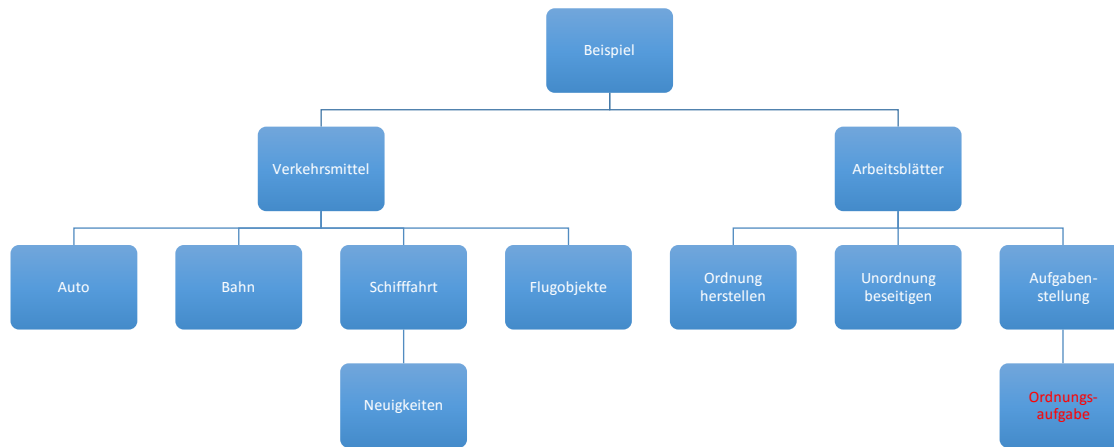 Beispiel
Verkehrsmittel
Arbeitsblätter
Auto
Bahn
Schifffahrt
Flugobjekte
Ordnung
herstellen
Unordnung
beseitigen
Aufgaben-
stellung
Neuigkeiten
Ordnungs-
aufgabe